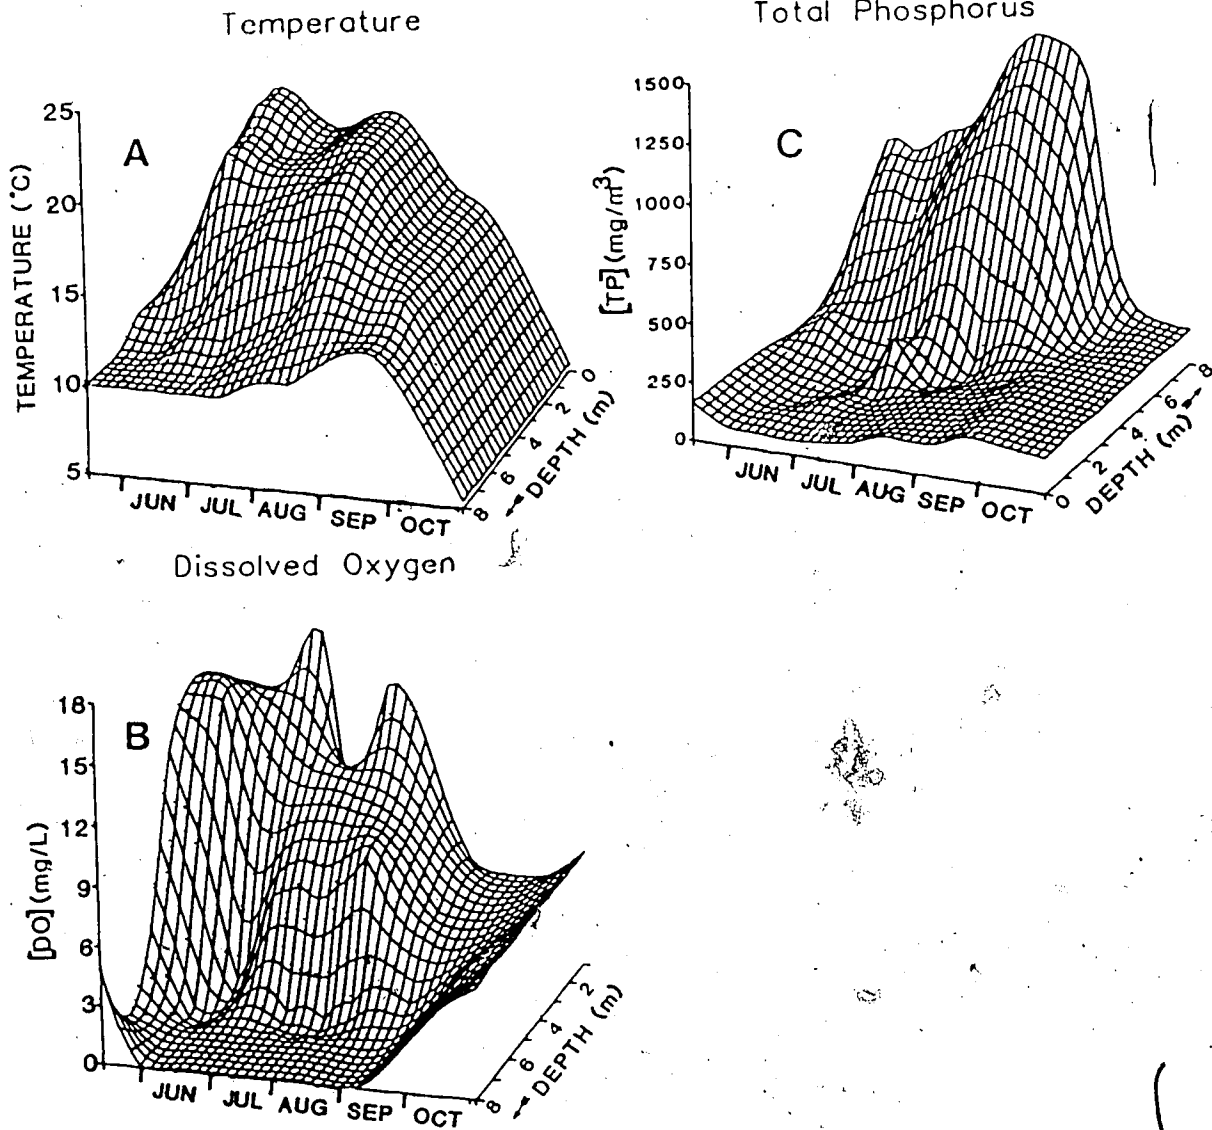 Temperature
TEMPERATURE (°C)
A
25
20
15
10
5
JUN JUL AUG SEP OCT
0
2
4
6
8
DEPTH (m)
Total Phosphorus
[TP] (mg/m³)
C
1500
1250
1000
750
500
250
0
JUN JUL AUG SEP OCT
0
2
4
6
8
DEPTH (m)
Dissolved Oxygen
[DO] (mg/L)
B
18
15
12
9
6
3
0
JUN JUL AUG SEP OCT
2
4
6
8
DEPTH (m)